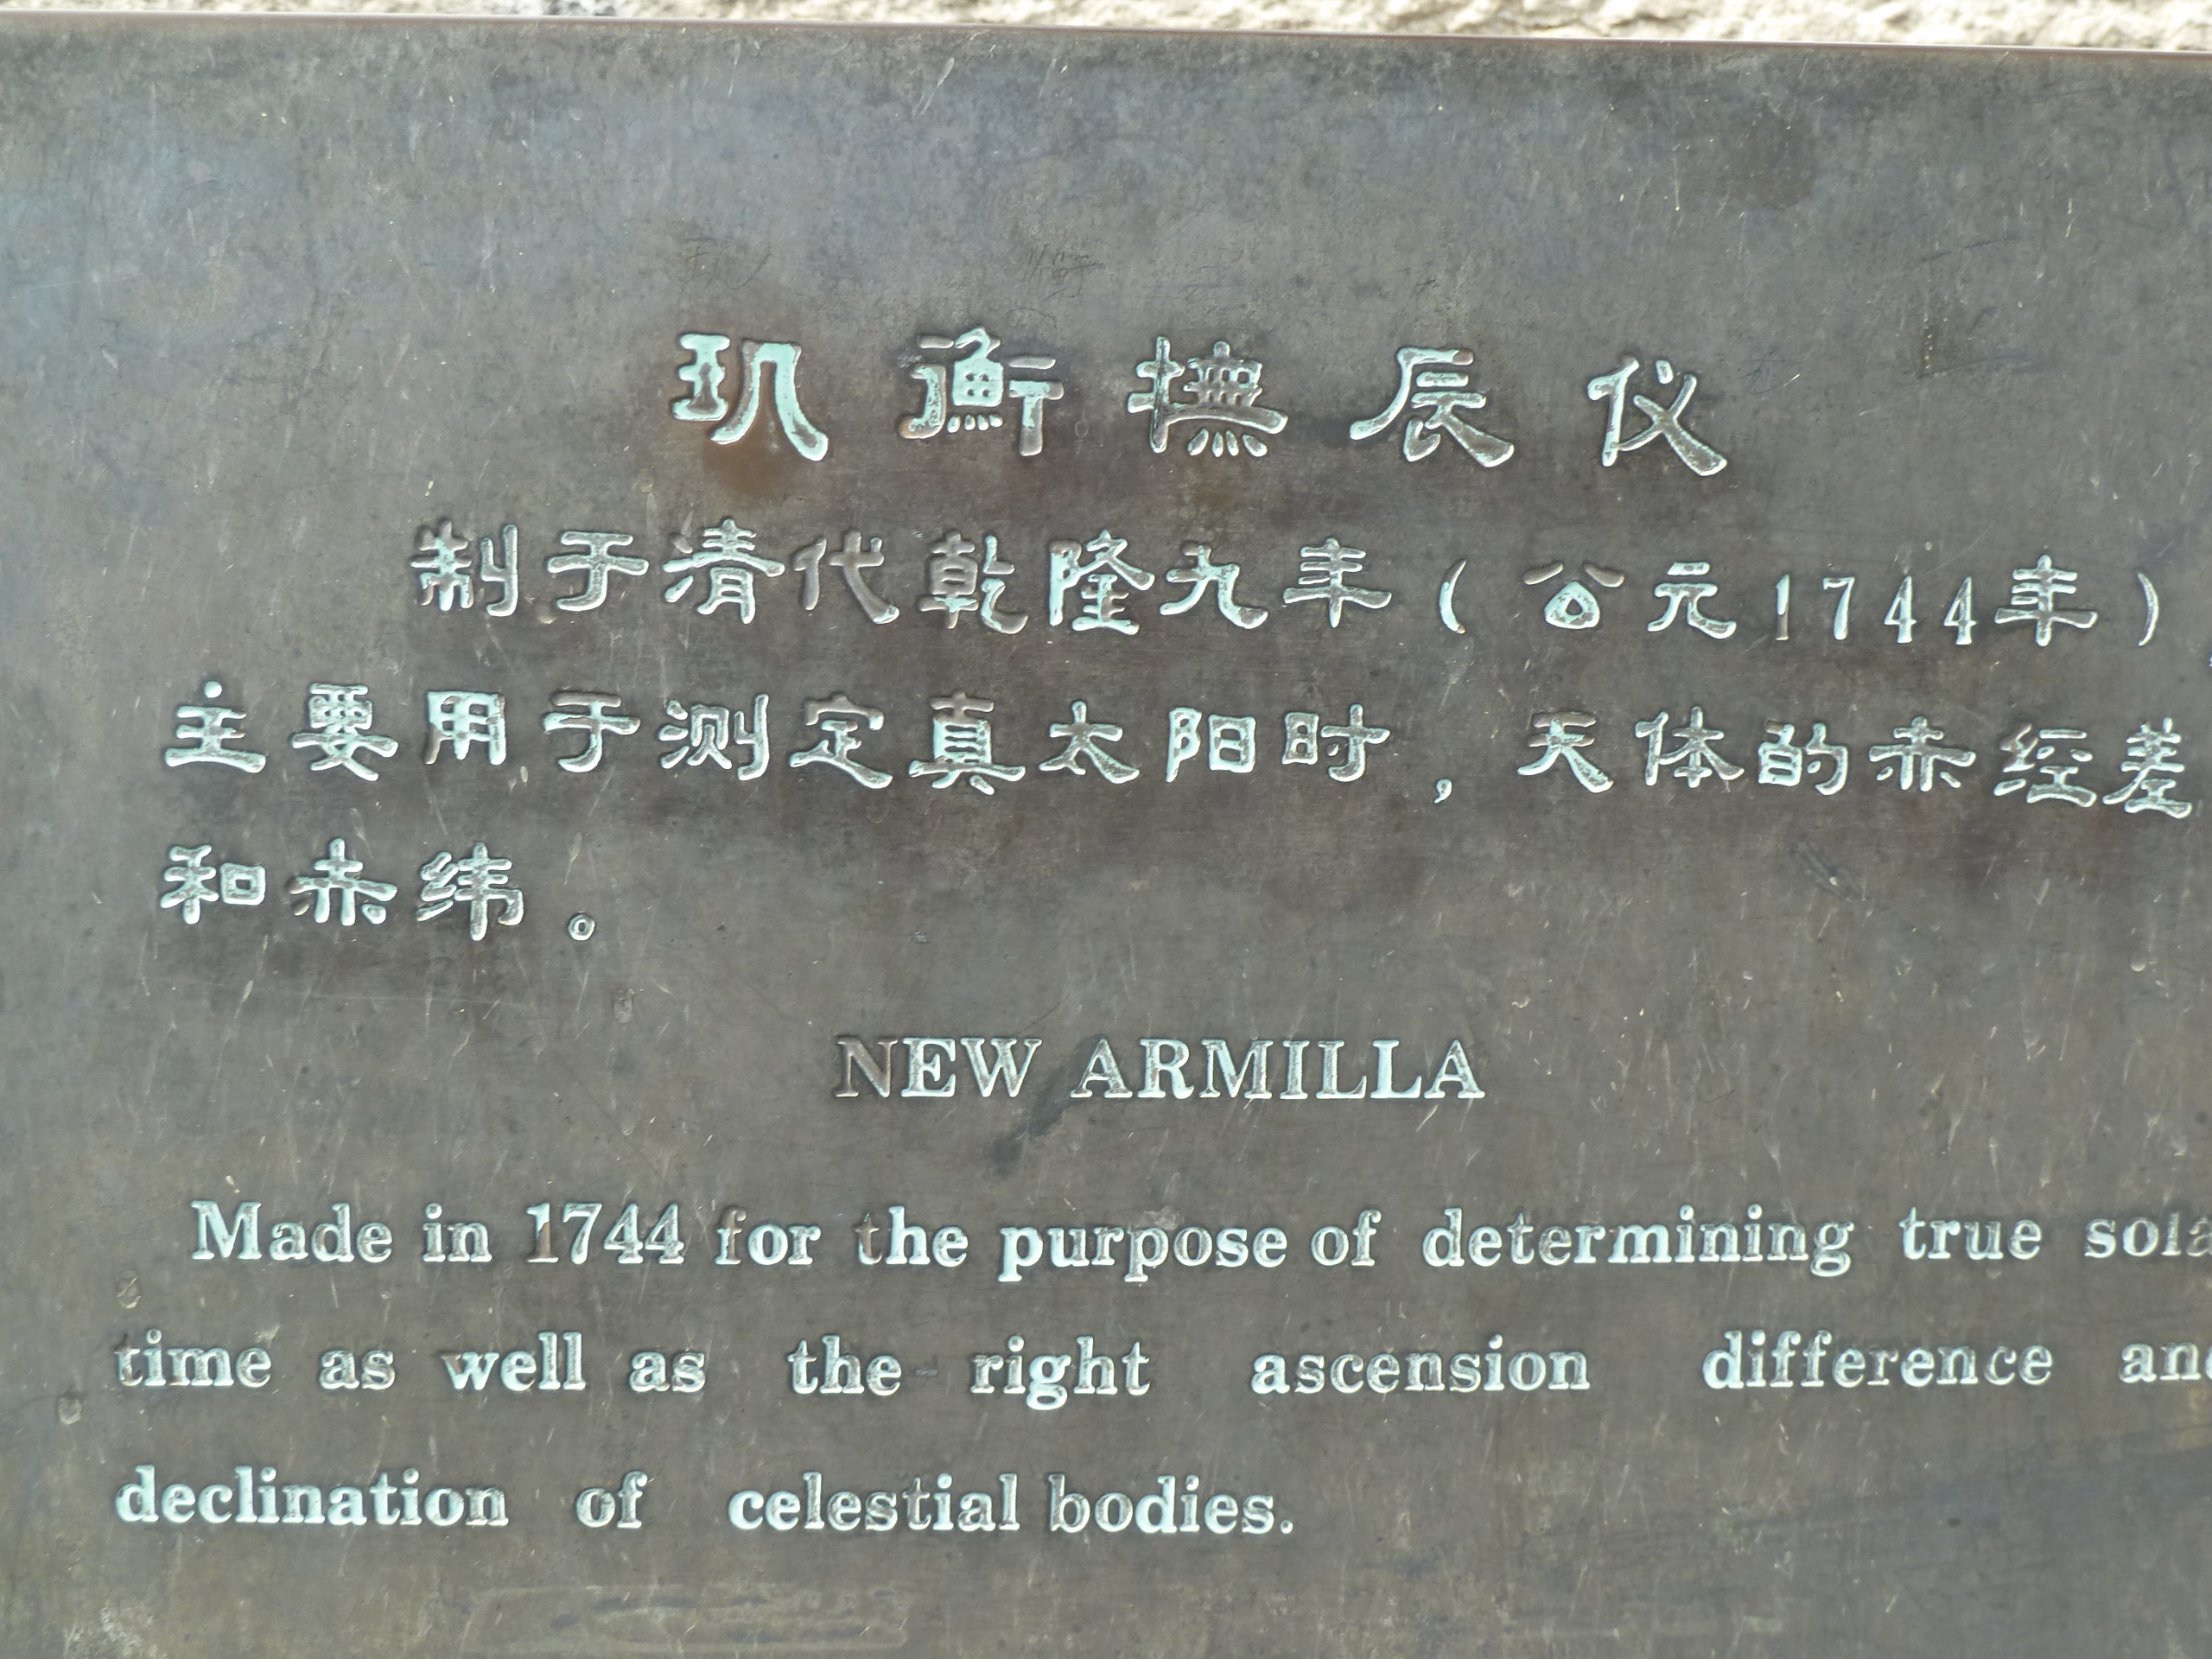 玑衡抚辰仪
制于清代乾隆九年(公元1744年)，
主要用于测定真太阳时，天体的赤经差
和赤纬。
NEW ARMILLA
Made in 1744 for the purpose of determining true sola
time as well as the right ascension difference and
declination of celestial bodies.